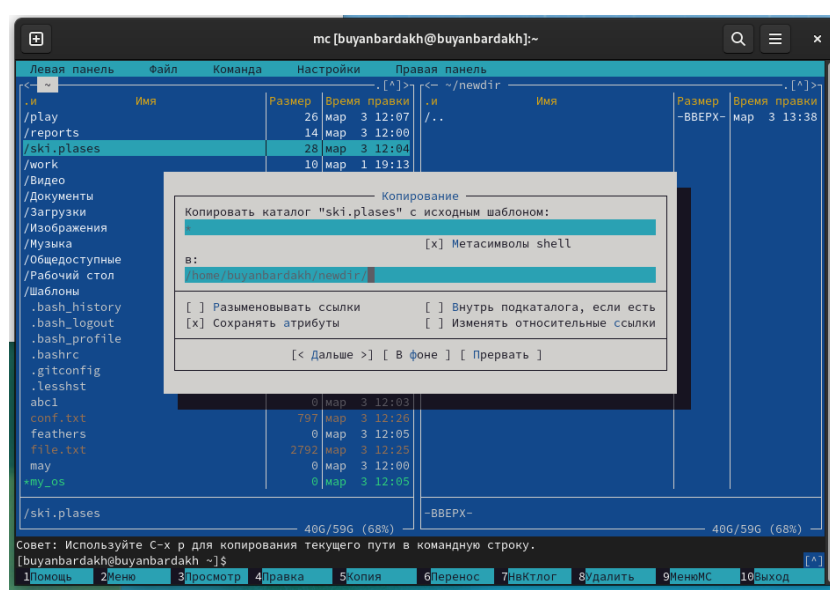 mc [buyanbardakh@buyanbardakh]:~
Левая панель Файл Команда Настройки Правая панель
<— ~ .[^]> <— ~/newdir .[^]>
.и Имя Размер Время правки .и Имя Размер Время правки
/play 26 мар 3 12:07 /.. -ВВЕРХ- мар 3 13:38
/reports 14 мар 3 12:00
/ski.plases 28 мар 3 12:04
/work 10 мар 1 19:13
/Видео
/Документы Копирование
/Загрузки Копировать каталог "ski.plases" с исходным шаблоном:
/Изображения *
/Музыка [x] Метасимволы shell
/Общедоступные в:
/Рабочий стол /home/buyanbardakh/newdir/
/Шаблоны
.bash_history [ ] Разыменовывать ссылки [ ] Внутрь подкаталога, если есть
.bash_logout [x] Сохранять атрибуты [ ] Изменять относительные ссылки
.bash_profile
.bashrc [< Дальше >] [ В фоне ] [ Прервать ]
.gitconfig
.lesshst
abc1 0 мар 3 12:03
conf.txt 797 мар 3 12:26
feathers 0 мар 3 12:05
file.txt 2792 мар 3 12:25
may 0 мар 3 12:00
*my_os 0 мар 3 12:05
/ski.plases -ВВЕРХ-
40G/59G (68%) 40G/59G (68%)
Совет: Используйте C-x p для копирования текущего пути в командную строку.
[buyanbardakh@buyanbardakh ~]$ [^]
1Помощь 2Меню 3Просмотр 4Правка 5Копия 6Перенос 7НвКтлог 8Удалить 9МенюMC 10Выход